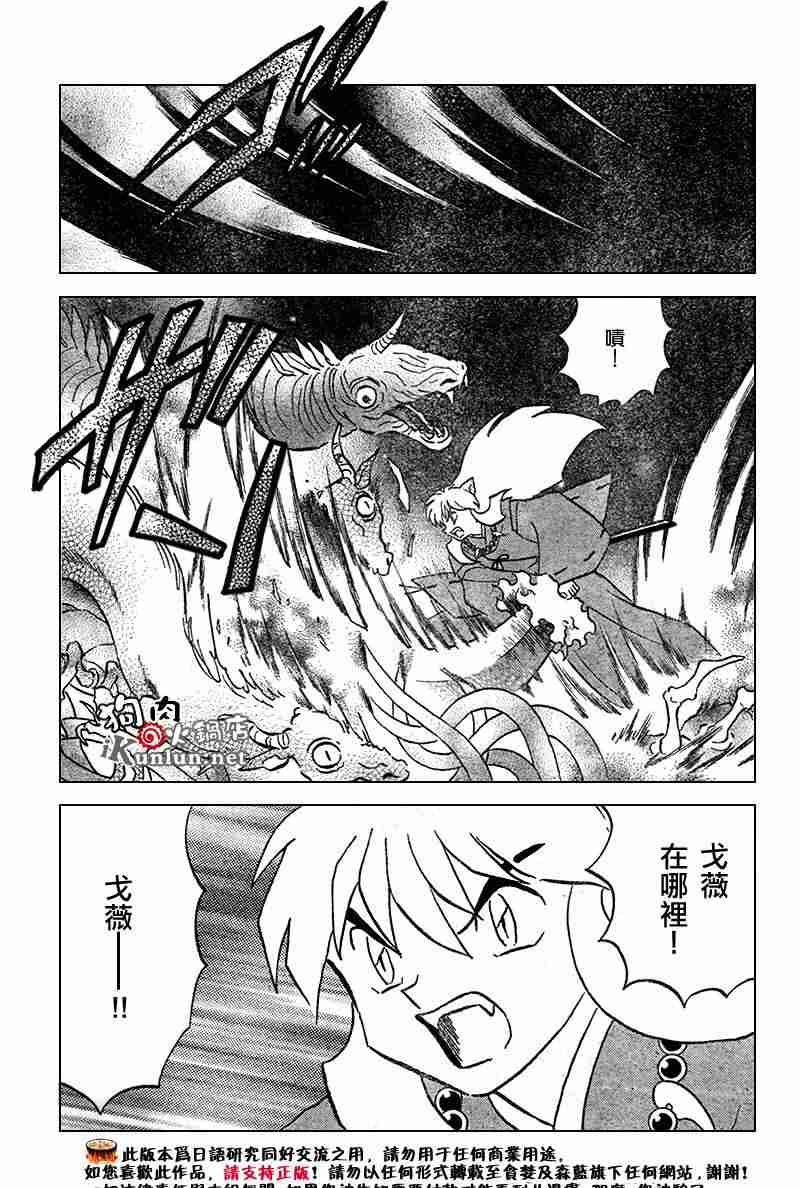 嘖!
戈薇
在哪裡!
戈薇——!!
狗肉
火鍋店
iKunlun.net
此版本爲日語研究同好交流之用，請勿用于任何商業用途，
如您喜歡此作品，請支持正版！請勿以任何形式轉載至貪婪及森藍旗下任何網站，謝謝！